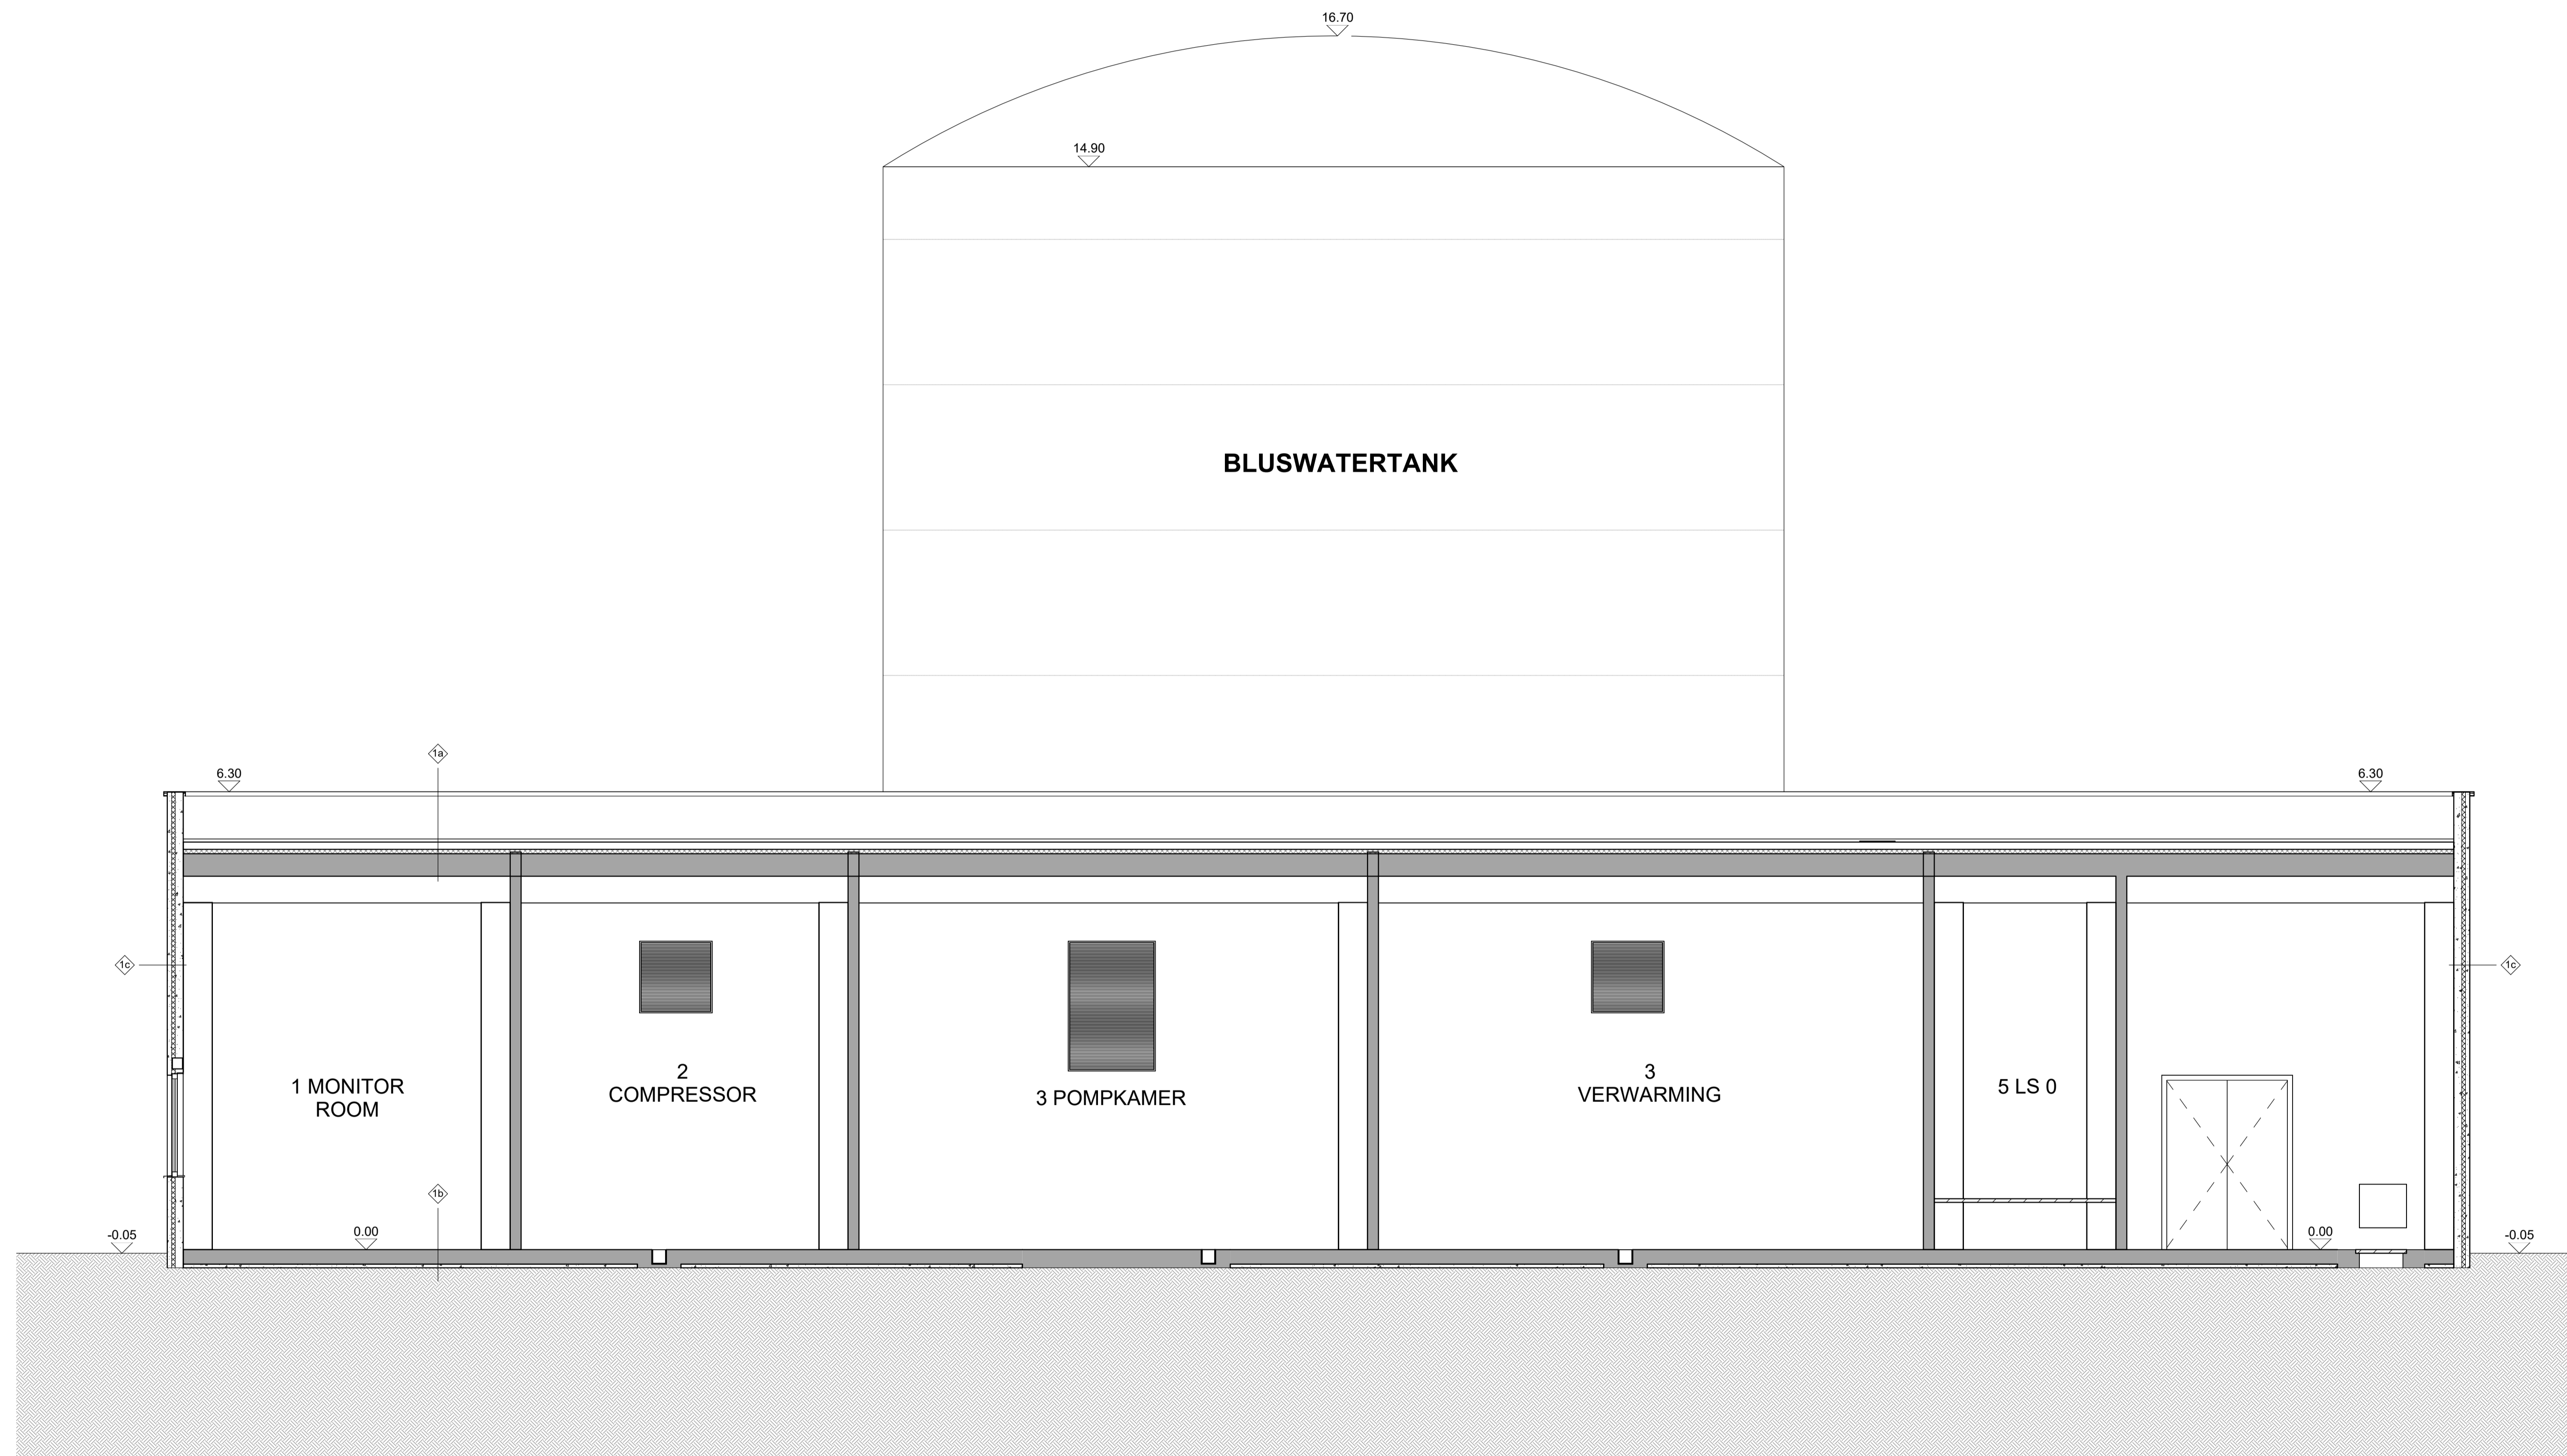 16.70
14.90
BLUSWATERTANK
1a
6.30
6.30
1c
1c
1 MONITOR
ROOM
2
COMPRESSOR
3 POMPKAMER
3
VERWARMING
5 LS 0
1b
-0.05
0.00
0.00
-0.05